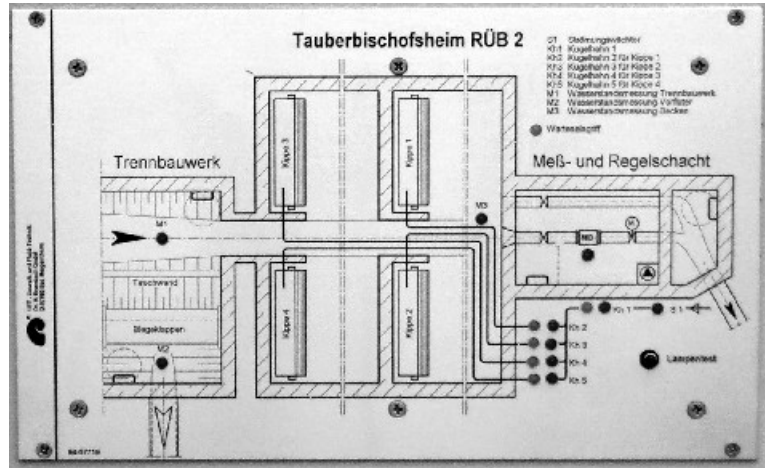 Tauberbischofsheim RÜB 2
S1 Strömungswächter
Kh1 Kugelhahn 1
Kh2 Kugelhahn 2 für Kippe 1
Kh3 Kugelhahn 3 für Kippe 2
Kh4 Kugelhahn 4 für Kippe 3
Kh5 Kugelhahn 5 für Kippe 4
M1 Wasserstandsmessung Trennbauwerk
M2 Wasserstandsmessung Vorfluter
M3 Wasserstandsmessung Becken
Trennbauwerk
Kippe 3
Kippe 1
Meß- und Regelschacht
M1
M3
M
Tauchwand
Kippe 4
Kippe 2
Biegeklappen
M2
Kh 1
S 1
Kh 2
Kh 3
Kh 4
Kh 5
Lampentest